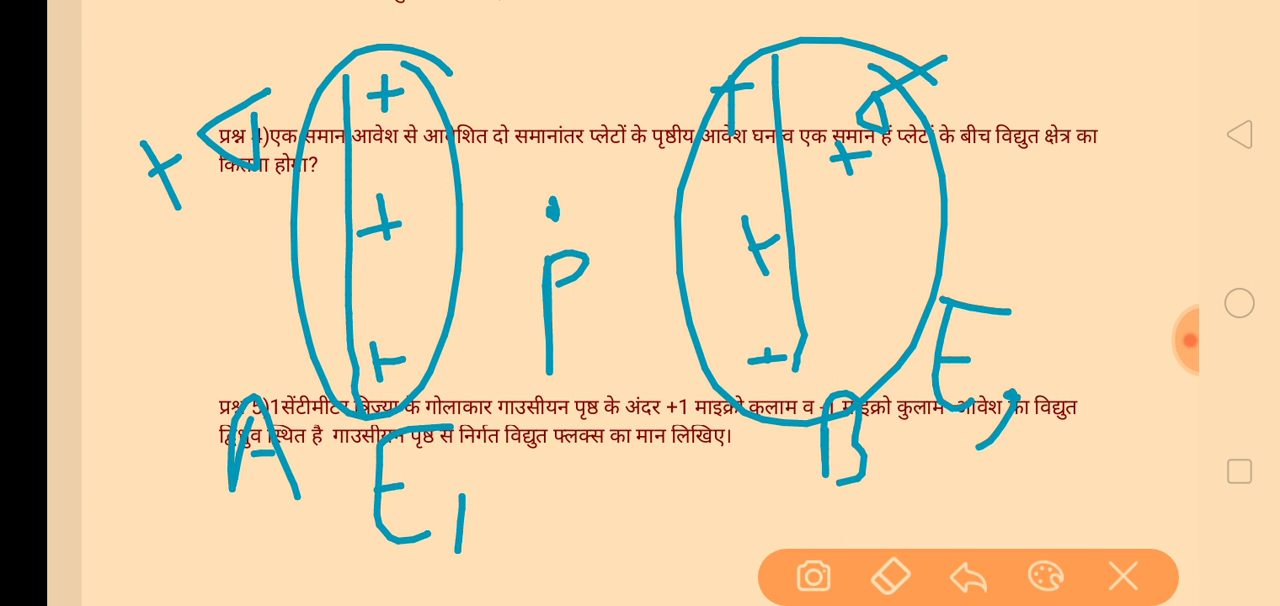 प्रश्न 4)एक समान आवेश से आवेशित दो समानांतर प्लेटों के पृष्ठीय आवेश घनत्व एक समान हैं प्लेटों के बीच विद्युत क्षेत्र का
कितना होगा?
+ + + + + + + +
P
E,
प्रश्न 5)1सेंटीमीटर त्रिज्या के गोलाकार गाउसीयन पृष्ठ के अंदर +1 माइक्रो कूलाम व -1 माइक्रो कुलाम आवेश का विद्युत
द्विध्रुव स्थित है गाउसीयन पृष्ठ से निर्गत विद्युत फ्लक्स का मान लिखिए।
A B
E1